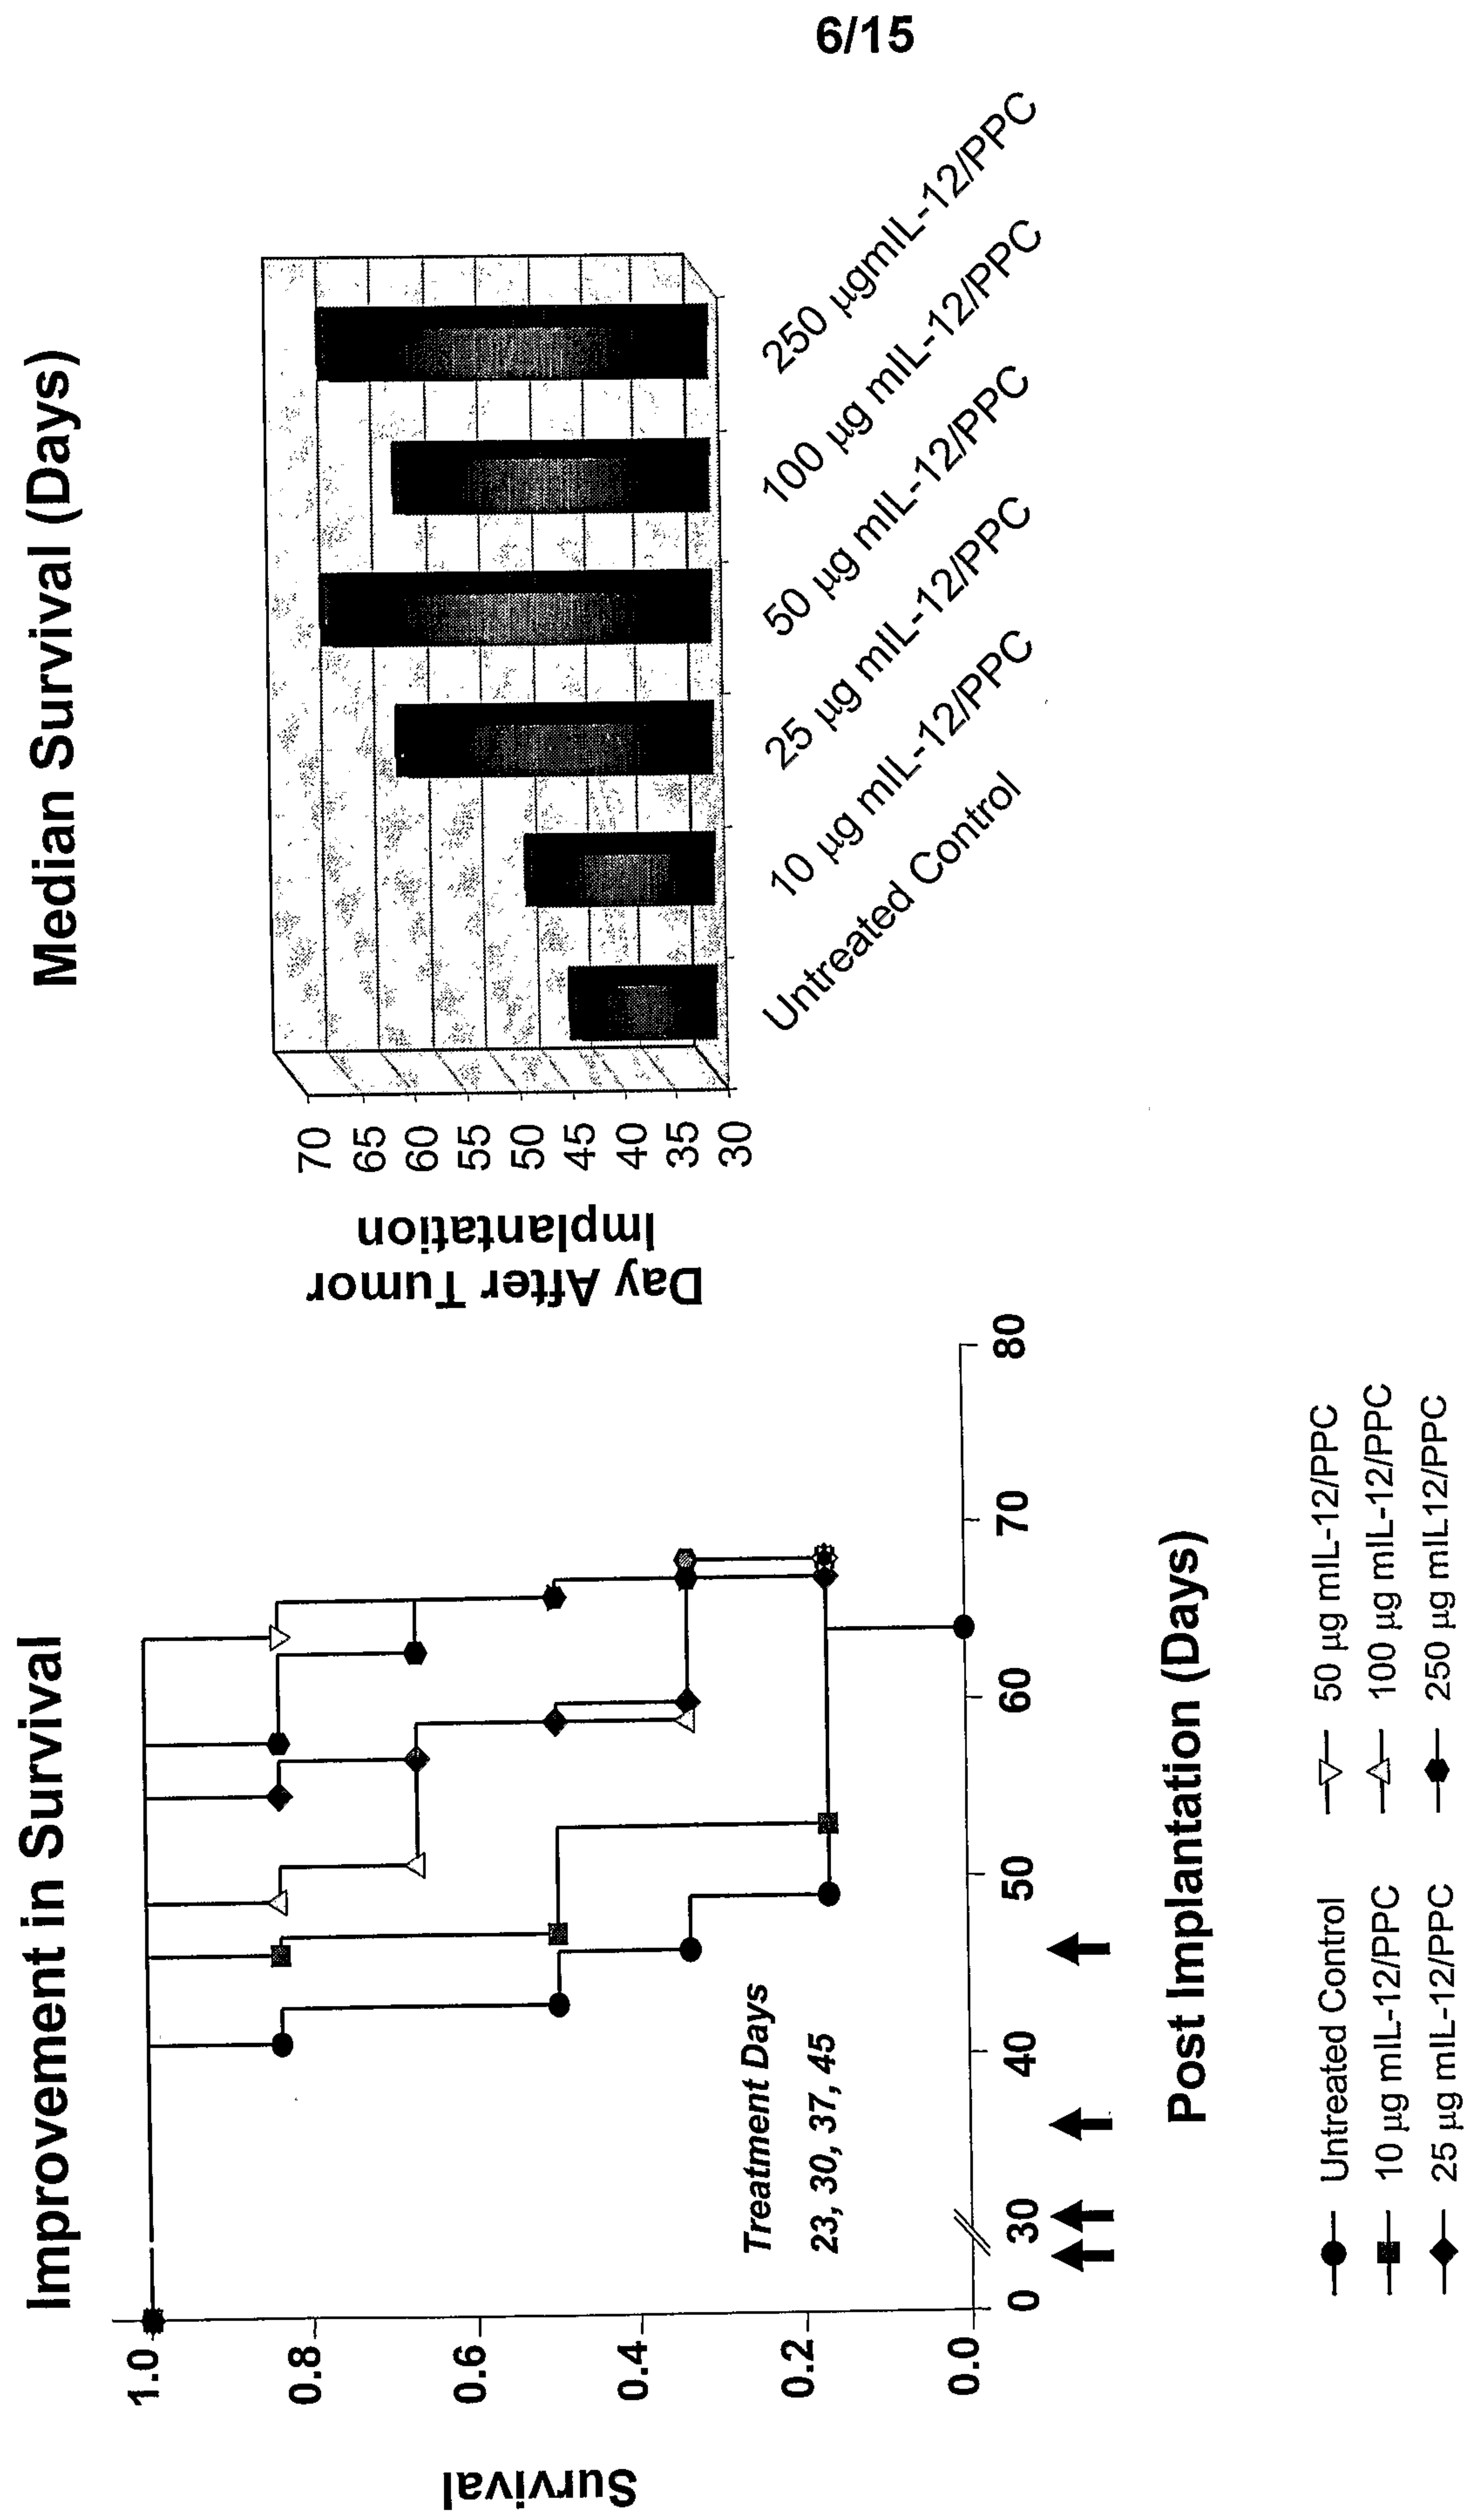 6/15
Improvement in Survival
Survival
1.0
0.8
0.6
0.4
0.2
0.0
Treatment Days
23, 30, 37, 45
0 30 40 50 60 70 80
Post Implantation (Days)
Untreated Control
10 µg mIL-12/PPC
25 µg mIL-12/PPC
50 µg mIL-12/PPC
100 µg mIL-12/PPC
250 µg mIL12/PPC
Median Survival (Days)
Day After Tumor
Implantation
70
65
60
55
50
45
40
35
30
Untreated Control
10 µg mIL-12/PPC
25 µg mIL-12/PPC
50 µg mIL-12/PPC
100 µg mIL-12/PPC
250 µgmIL-12/PPC